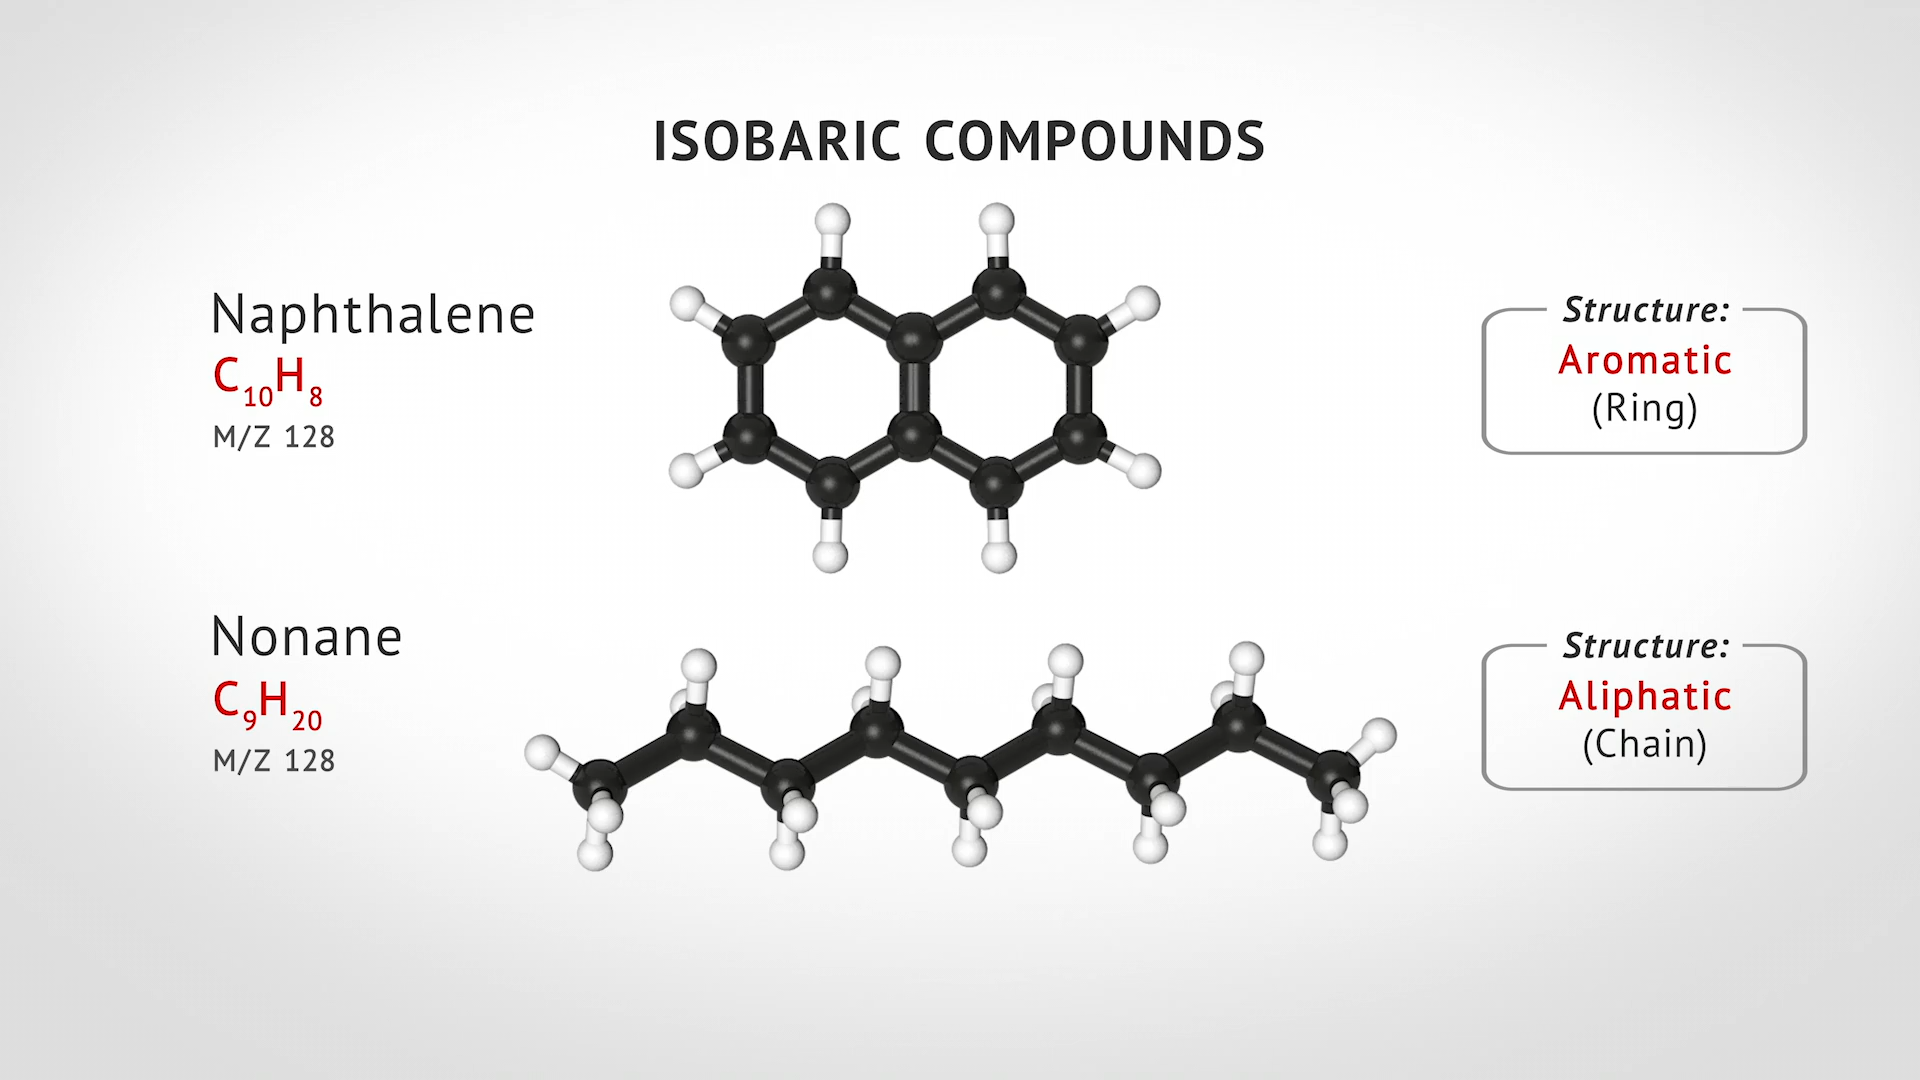 ISOBARIC COMPOUNDS
Naphthalene
C₁₀H₈
M/Z 128
Structure:
Aromatic
(Ring)
Nonane
C₉H₂₀
M/Z 128
Structure:
Aliphatic
(Chain)